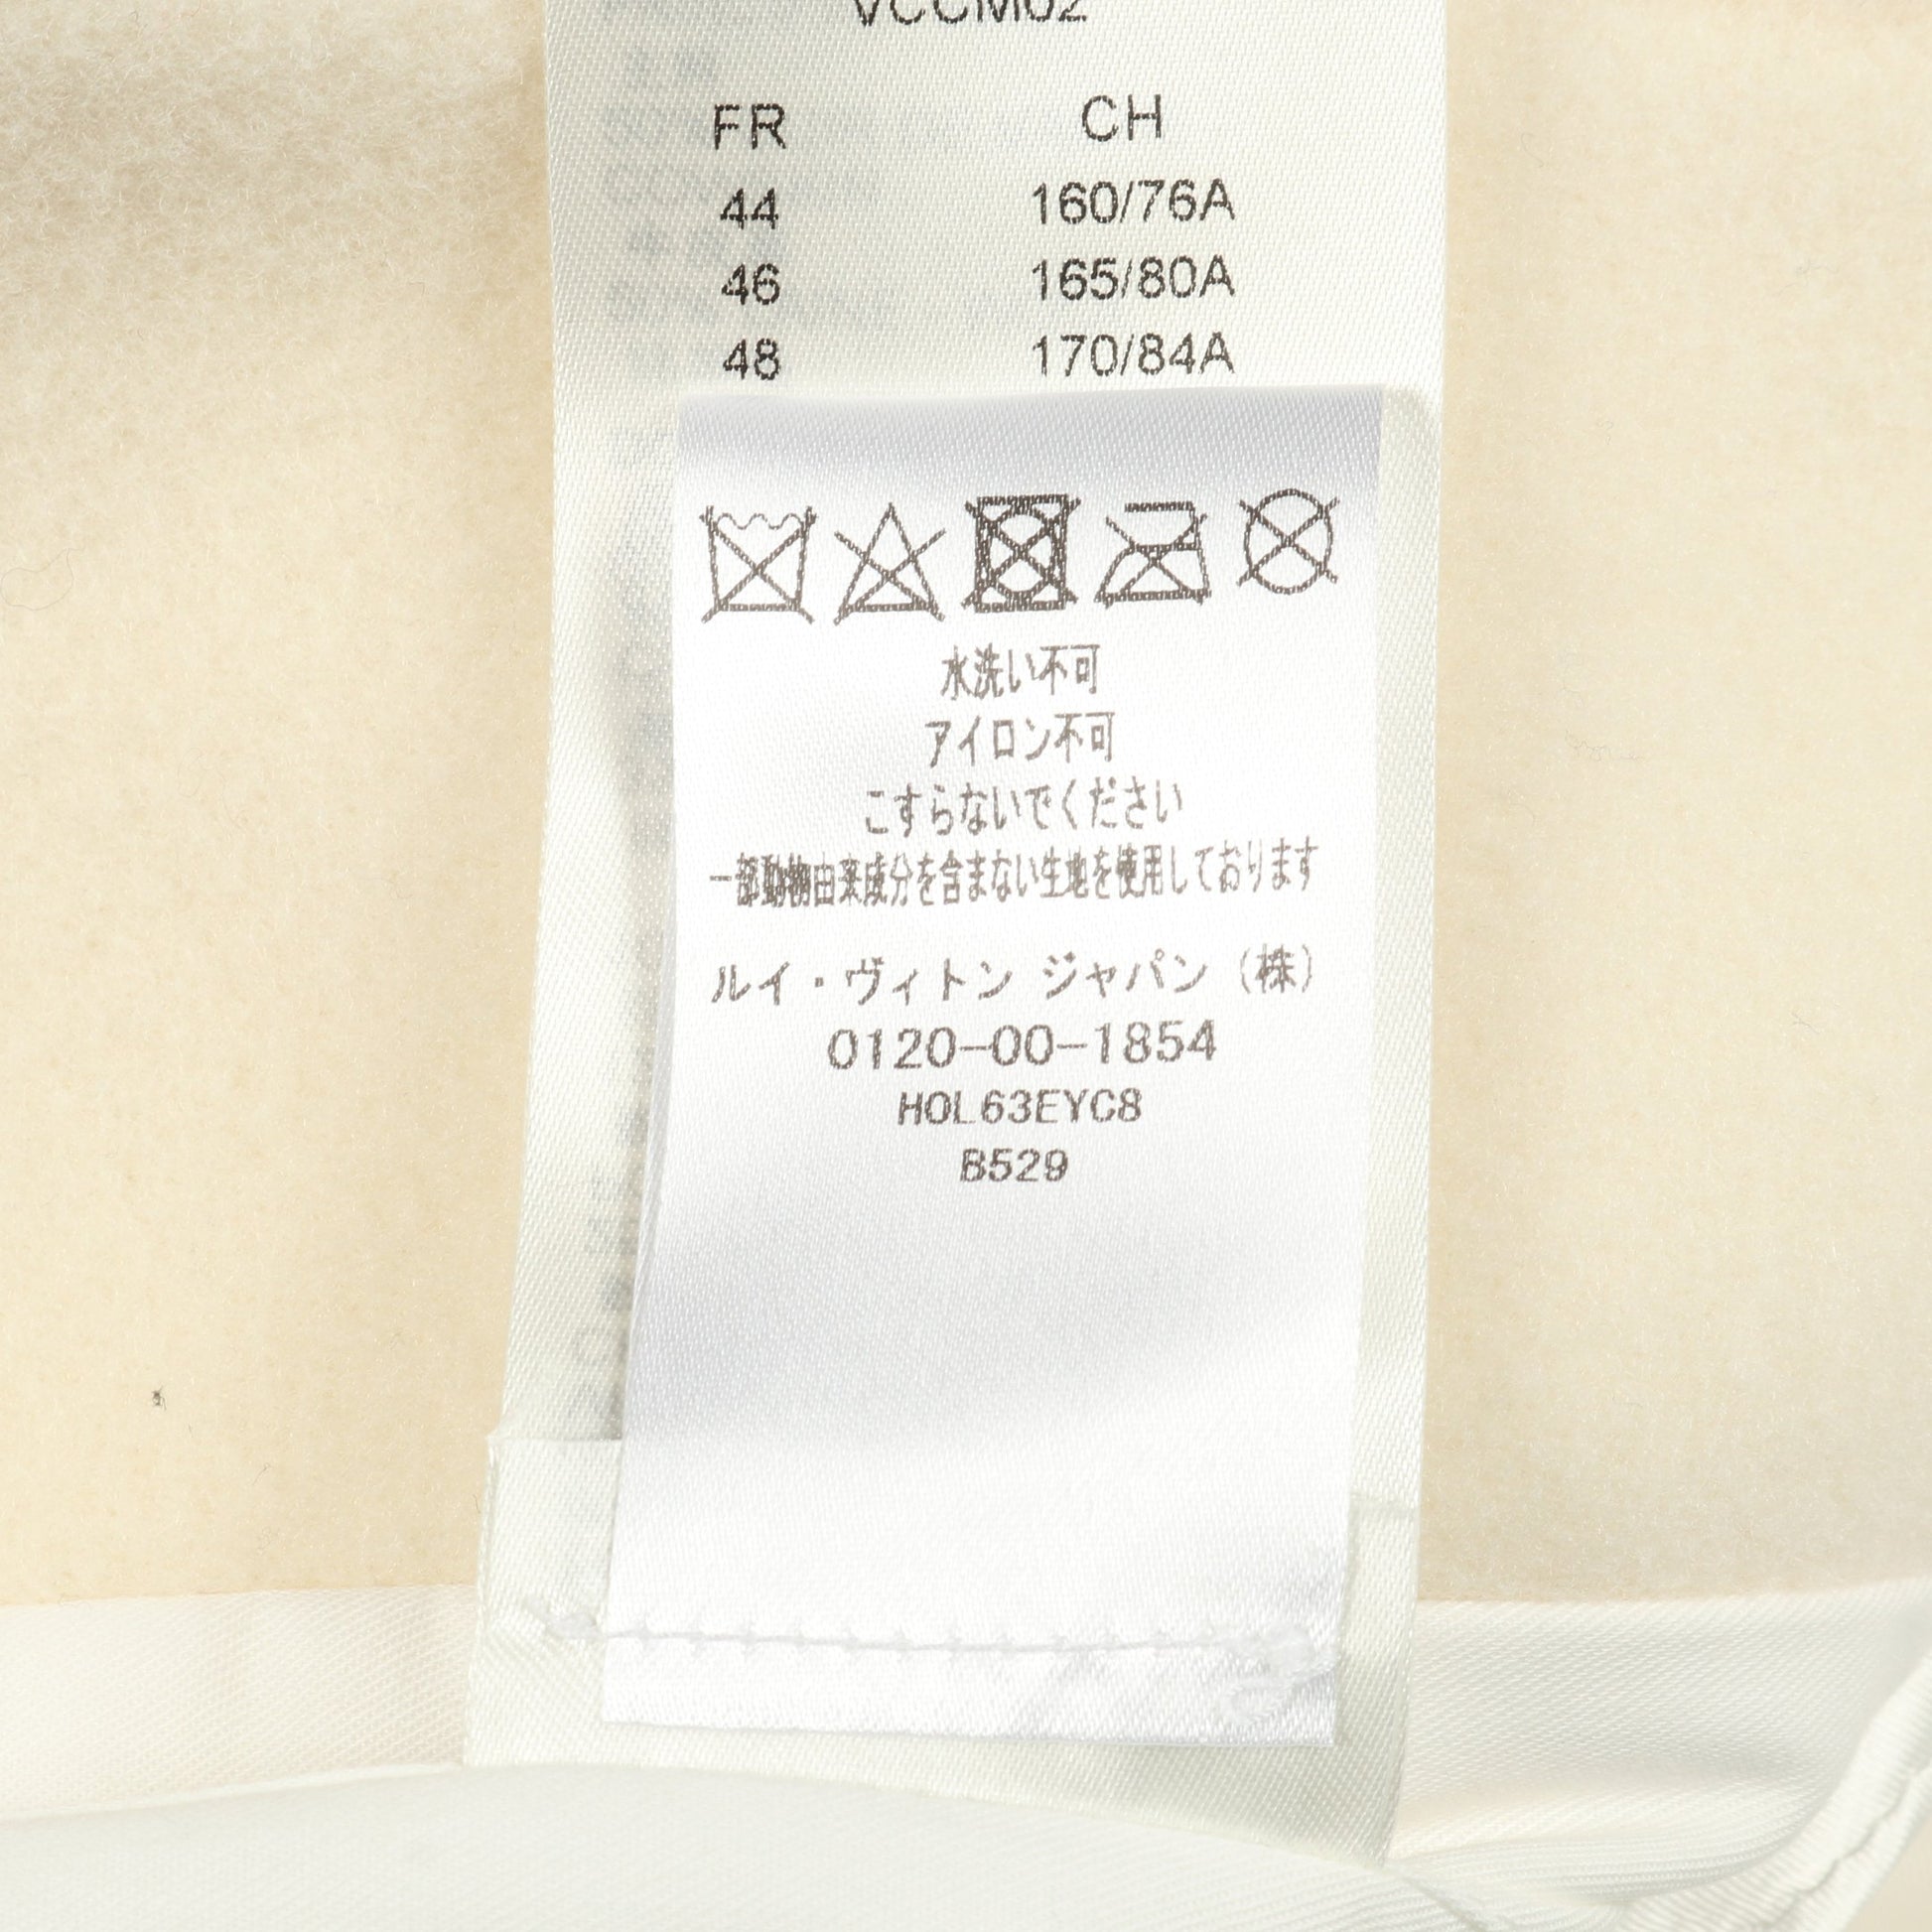 VCCM02
FR CH
44 160/76A
46 165/80A
48 170/84A
水洗い不可
アイロン不可
こすらないでください
一部動物由来成分を含まない生地を使用しております
ルイ・ヴィトン ジャパン（株）
0120-00-1854
HOL63EYC8
B529